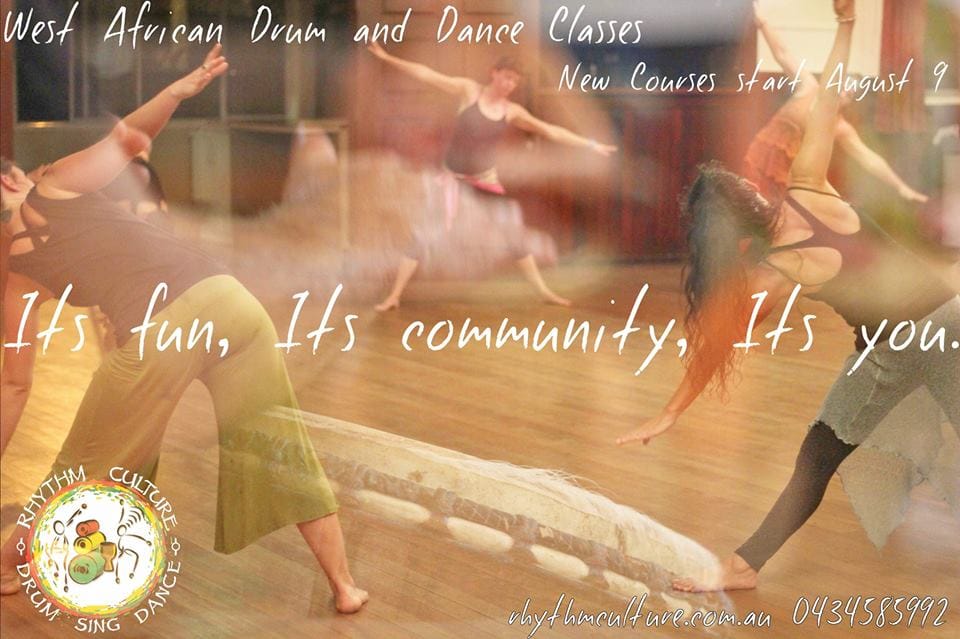 West African Drum and Dance Classes
New Courses start August 9
Its fun, Its community, Its you.
RHYTHM CULTURE
DRUM SING DANCE
rhythmculture.com.au 0434585992